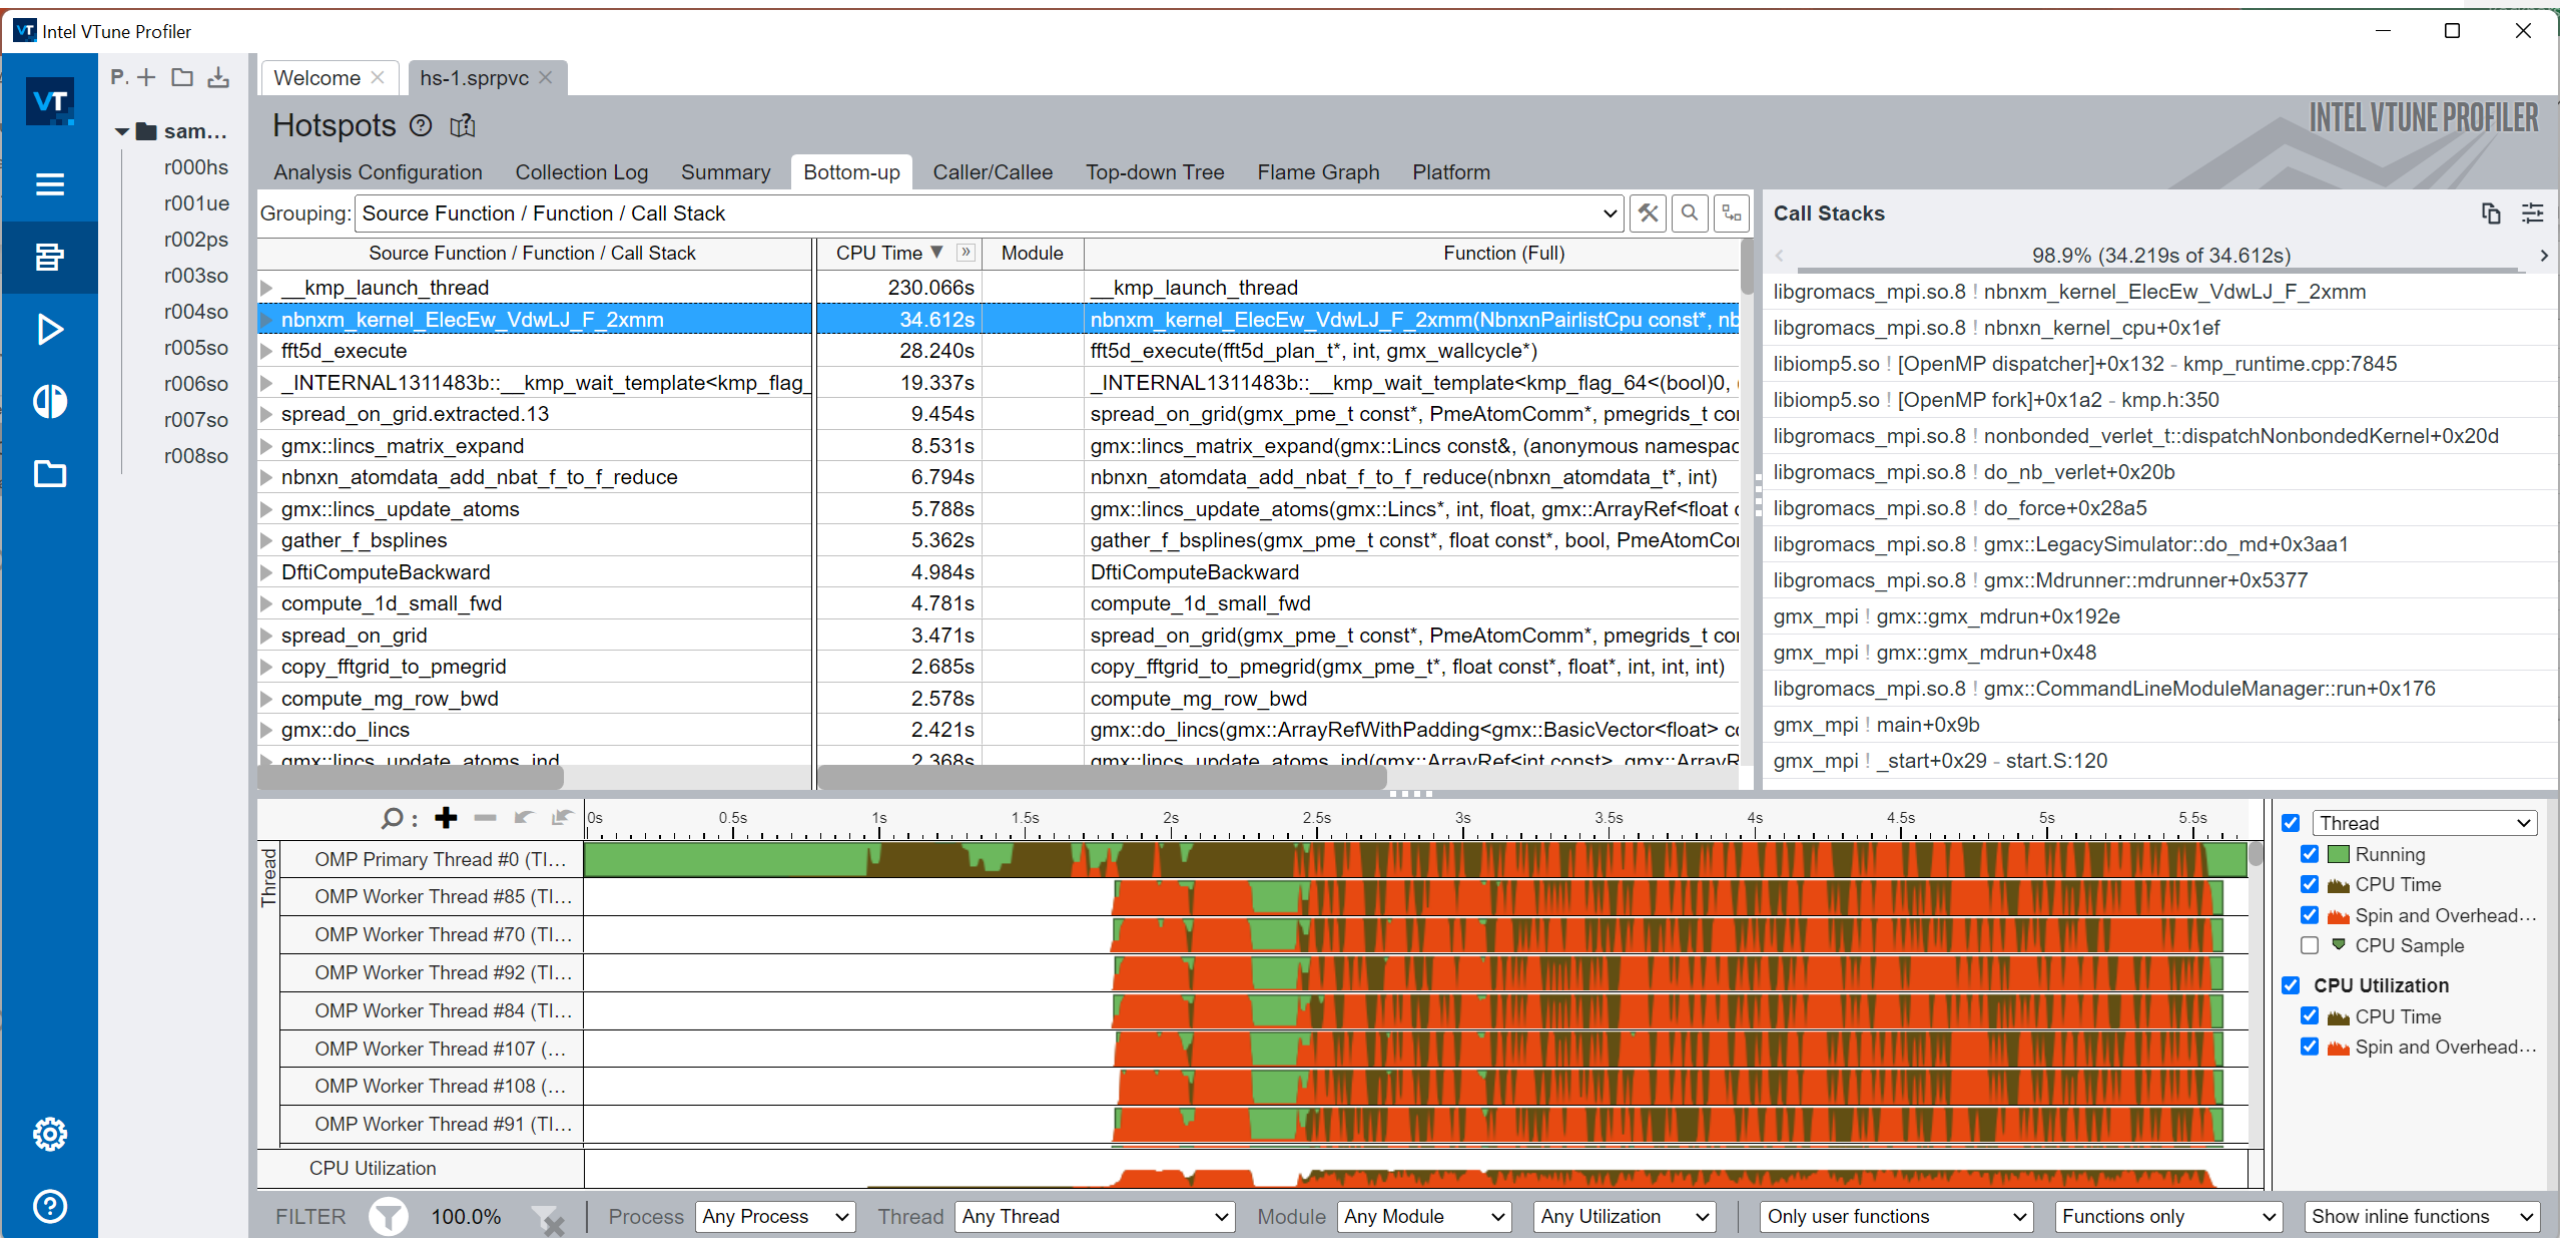 Intel VTune Profiler
VT
P.
sam...
r000hs
r001ue
r002ps
r003so
r004so
r005so
r006so
r007so
r008so
Welcome
hs-1.sprpvc
Hotspots
INTEL VTUNE PROFILER
Analysis Configuration Collection Log Summary Bottom-up Caller/Callee Top-down Tree Flame Graph Platform
Grouping: Source Function / Function / Call Stack
Source Function / Function / Call Stack CPU Time Module Function (Full)
__kmp_launch_thread 230.066s __kmp_launch_thread
nbnxm_kernel_ElecEw_VdwLJ_F_2xmm 34.612s nbnxm_kernel_ElecEw_VdwLJ_F_2xmm(NbnxnPairlistCpu const*, nb
fft5d_execute 28.240s fft5d_execute(fft5d_plan_t*, int, gmx_wallcycle*)
_INTERNAL1311483b::__kmp_wait_template<kmp_flag_ 19.337s _INTERNAL1311483b::__kmp_wait_template<kmp_flag_64<(bool)0,
spread_on_grid.extracted.13 9.454s spread_on_grid(gmx_pme_t const*, PmeAtomComm*, pmegrids_t co
gmx::lincs_matrix_expand 8.531s gmx::lincs_matrix_expand(gmx::Lincs const&, (anonymous namespac
nbnxn_atomdata_add_nbat_f_to_f_reduce 6.794s nbnxn_atomdata_add_nbat_f_to_f_reduce(nbnxn_atomdata_t*, int)
gmx::lincs_update_atoms 5.788s gmx::lincs_update_atoms(gmx::Lincs*, int, float, gmx::ArrayRef<float c
gather_f_bsplines 5.362s gather_f_bsplines(gmx_pme_t const*, float const*, bool, PmeAtomCo
DftiComputeBackward 4.984s DftiComputeBackward
compute_1d_small_fwd 4.781s compute_1d_small_fwd
spread_on_grid 3.471s spread_on_grid(gmx_pme_t const*, PmeAtomComm*, pmegrids_t co
copy_fftgrid_to_pmegrid 2.685s copy_fftgrid_to_pmegrid(gmx_pme_t*, float const*, float*, int, int, int)
compute_mg_row_bwd 2.578s compute_mg_row_bwd
gmx::do_lincs 2.421s gmx::do_lincs(gmx::ArrayRefWithPadding<gmx::BasicVector<float> c
gmx::lincs_update_atoms_ind 2.368s gmx::lincs_update_atoms_ind(gmx::ArrayRef<int const>, gmx::ArrayR
Call Stacks
98.9% (34.219s of 34.612s)
libgromacs_mpi.so.8 ! nbnxm_kernel_ElecEw_VdwLJ_F_2xmm
libgromacs_mpi.so.8 ! nbnxn_kernel_cpu+0x1ef
libiomp5.so ! [OpenMP dispatcher]+0x132 - kmp_runtime.cpp:7845
libiomp5.so ! [OpenMP fork]+0x1a2 - kmp.h:350
libgromacs_mpi.so.8 ! nonbonded_verlet_t::dispatchNonbondedKernel+0x20d
libgromacs_mpi.so.8 ! do_nb_verlet+0x20b
libgromacs_mpi.so.8 ! do_force+0x28a5
libgromacs_mpi.so.8 ! gmx::LegacySimulator::do_md+0x3aa1
libgromacs_mpi.so.8 ! gmx::Mdrunner::mdrunner+0x5377
gmx_mpi ! gmx::gmx_mdrun+0x192e
gmx_mpi ! gmx::gmx_mdrun+0x48
libgromacs_mpi.so.8 ! gmx::CommandLineModuleManager::run+0x176
gmx_mpi ! main+0x9b
gmx_mpi ! _start+0x29 - start.S:120
0s 0.5s 1s 1.5s 2s 2.5s 3s 3.5s 4s 4.5s 5s 5.5s
Thread
OMP Primary Thread #0 (TI...
OMP Worker Thread #85 (TI...
OMP Worker Thread #70 (TI...
OMP Worker Thread #92 (TI...
OMP Worker Thread #84 (TI...
OMP Worker Thread #107 (...
OMP Worker Thread #108 (...
OMP Worker Thread #91 (TI...
CPU Utilization
Thread
Running
CPU Time
Spin and Overhead...
CPU Sample
CPU Utilization
CPU Time
Spin and Overhead...
FILTER 100.0% Process Any Process Thread Any Thread Module Any Module Any Utilization Only user functions Functions only Show inline functions